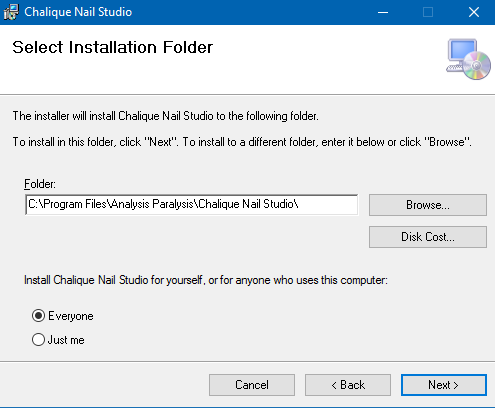 Chalique Nail Studio
Select Installation Folder
The installer will install Chalique Nail Studio to the following folder.
To install in this folder, click "Next". To install to a different folder, enter it below or click "Browse".
Folder:
C:\Program Files\Analysis Paralysis\Chalique Nail Studio\
Browse...
Disk Cost...
Install Chalique Nail Studio for yourself, or for anyone who uses this computer:
Everyone
Just me
Cancel
< Back
Next >